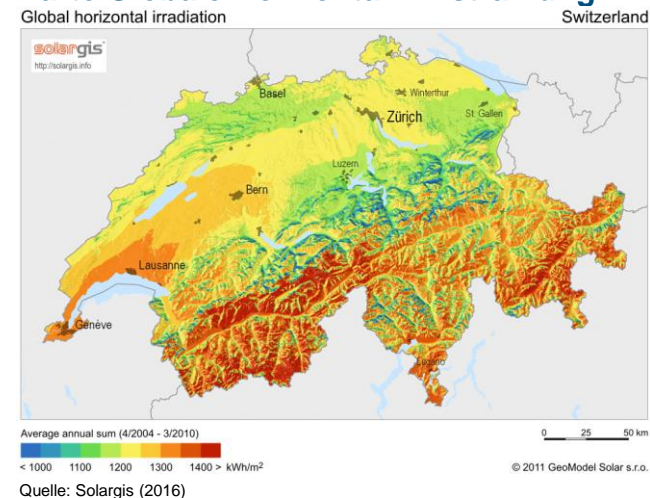 Global horizontal irradiation
Switzerland
solargis
http://solargis.info
Basel
Winterthur
Zürich
St. Gallen
Luzern
Bern
Lausanne
Genève
Lugano
Average annual sum (4/2004 - 3/2010)
0 25 50 km
< 1000 1100 1200 1300 1400 > kWh/m²
© 2011 GeoModel Solar s.r.o.
Quelle: Solargis (2016)